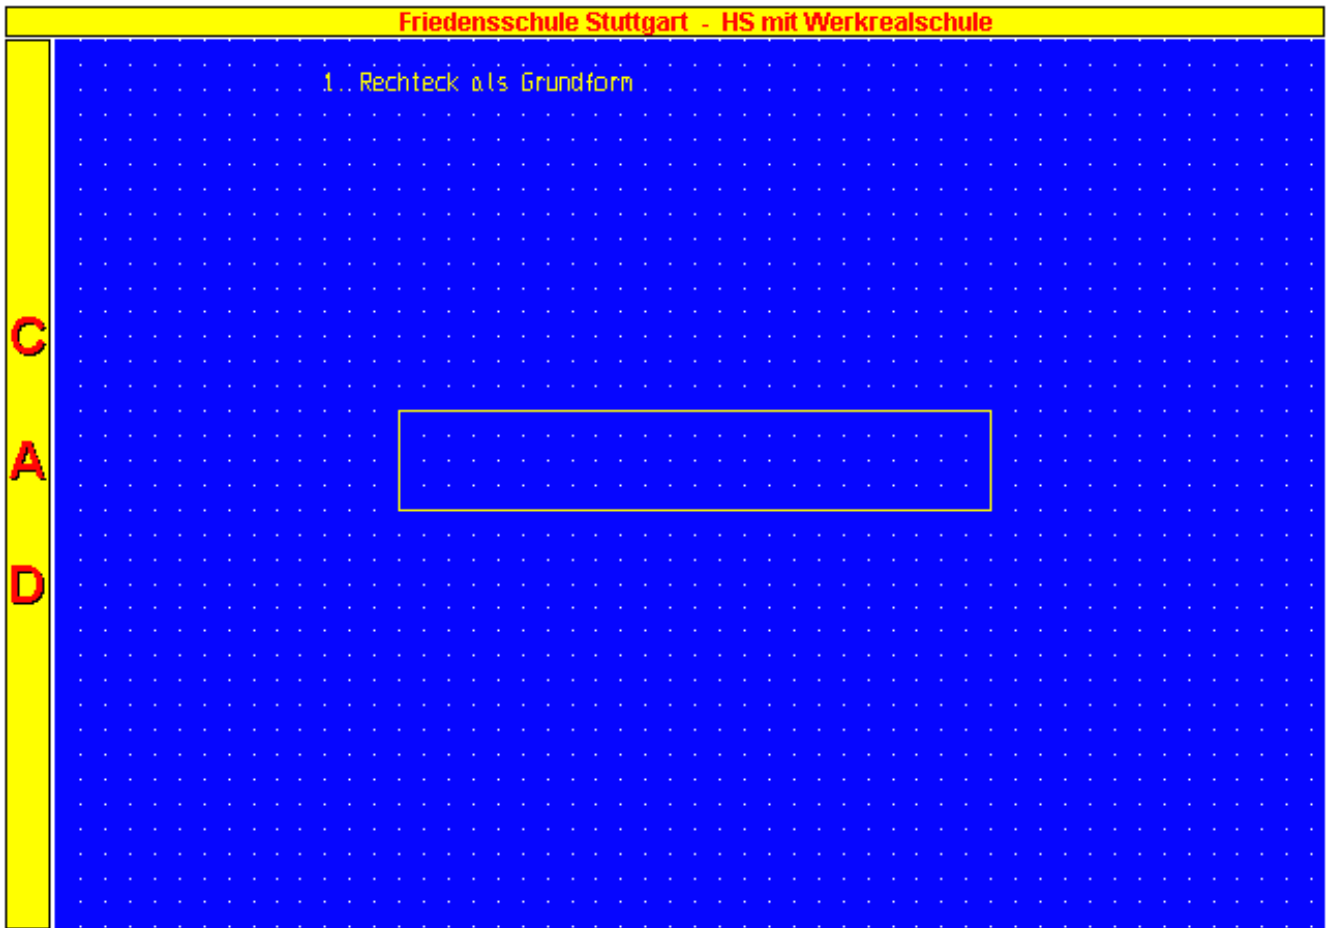 Friedensschule Stuttgart - HS mit Werkrealschule
1. Rechteck als Grundform
C
A
D